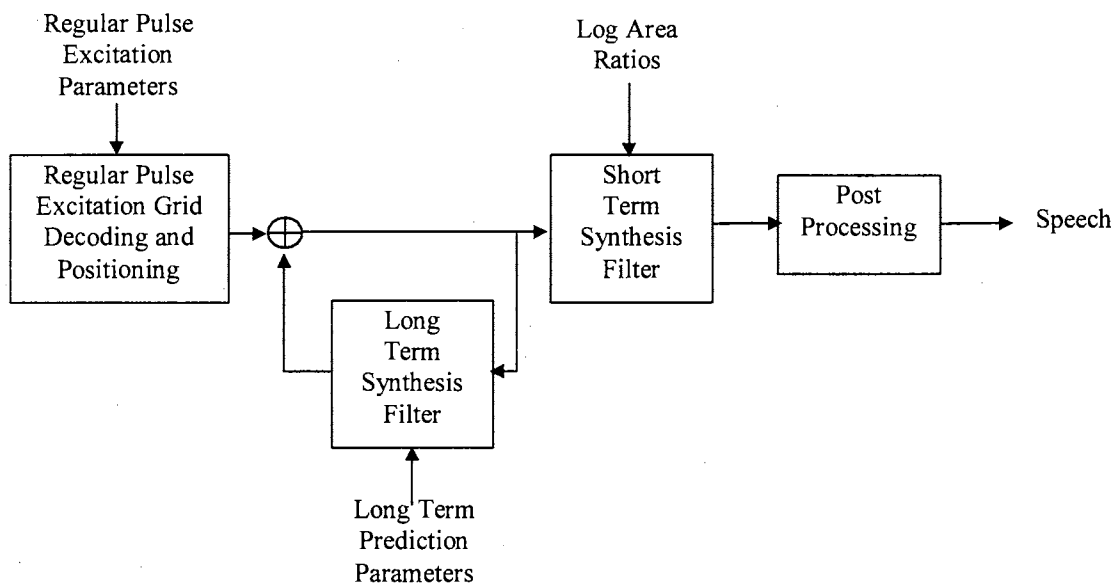 Regular Pulse
Excitation
Parameters
Log Area
Ratios
Regular Pulse
Excitation Grid
Decoding and
Positioning
Short
Term
Synthesis
Filter
Post
Processing
Speech
Long
Term
Synthesis
Filter
Long Term
Prediction
Parameters